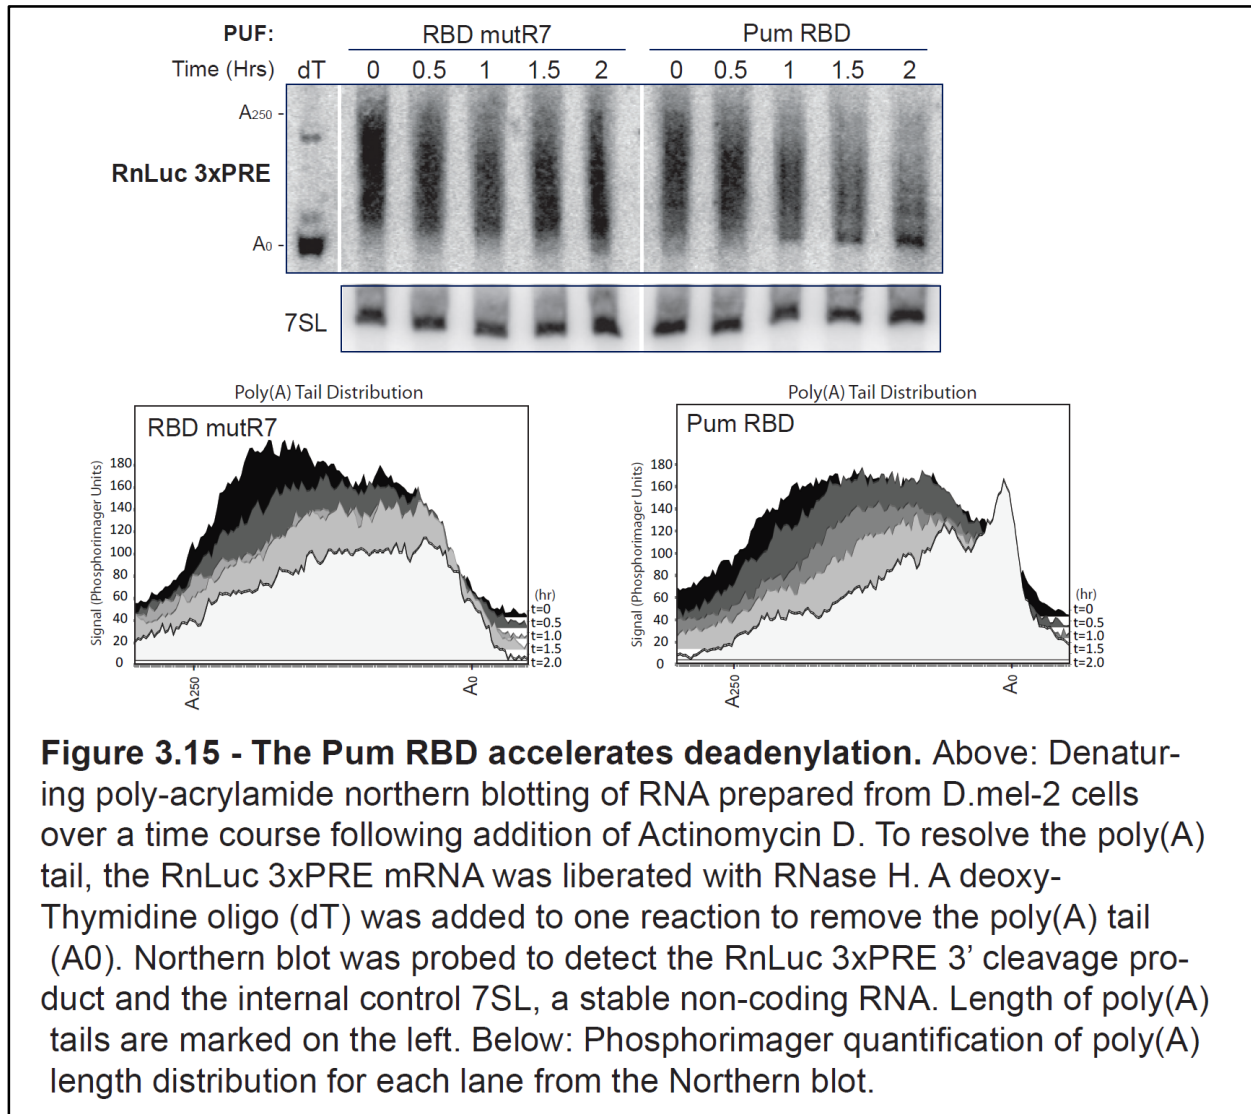 PUF: RBD mutR7 Pum RBD
Time (Hrs) dT 0 0.5 1 1.5 2 0 0.5 1 1.5 2
A250 -
RnLuc 3xPRE
A0 -
7SL
Poly(A) Tail Distribution
RBD mutR7
Signal (Phosphorimager Units)
180
160
140
120
100
80
60
40
20
0
(hr)
t=0
t=0.5
t=1.0
t=1.5
t=2.0
A250
A0
Poly(A) Tail Distribution
Pum RBD
Signal (Phosphorimager Units)
180
160
140
120
100
80
60
40
20
0
(hr)
t=0
t=0.5
t=1.0
t=1.5
t=2.0
A250
A0
Figure 3.15 - The Pum RBD accelerates deadenylation. Above: Denatur-
ing poly-acrylamide northern blotting of RNA prepared from D.mel-2 cells
over a time course following addition of Actinomycin D. To resolve the poly(A)
tail, the RnLuc 3xPRE mRNA was liberated with RNase H. A deoxy-
Thymidine oligo (dT) was added to one reaction to remove the poly(A) tail
(A0). Northern blot was probed to detect the RnLuc 3xPRE 3’ cleavage pro-
duct and the internal control 7SL, a stable non-coding RNA. Length of poly(A)
tails are marked on the left. Below: Phosphorimager quantification of poly(A)
length distribution for each lane from the Northern blot.